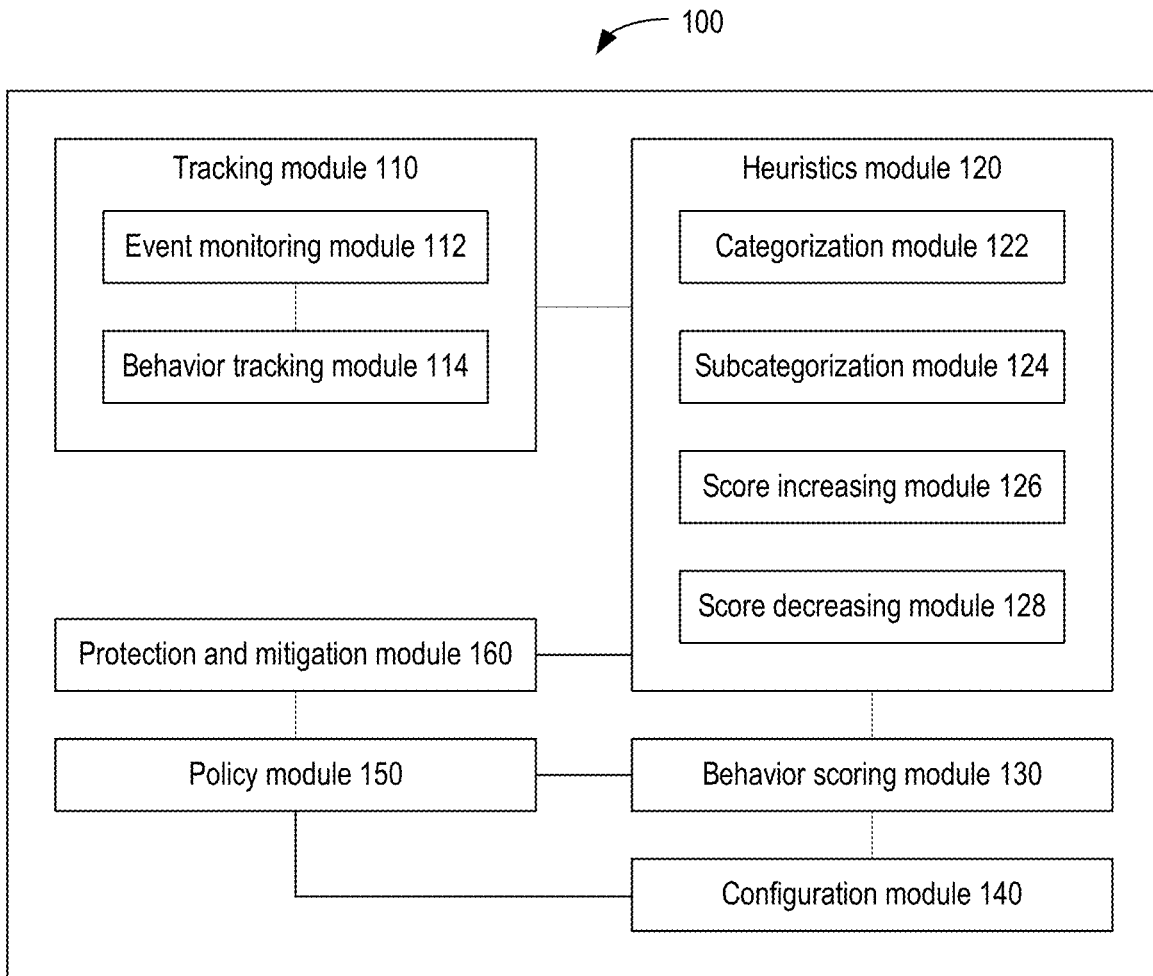 100
Tracking module 110
Event monitoring module 112
Behavior tracking module 114
Heuristics module 120
Categorization module 122
Subcategorization module 124
Score increasing module 126
Score decreasing module 128
Protection and mitigation module 160
Policy module 150
Behavior scoring module 130
Configuration module 140